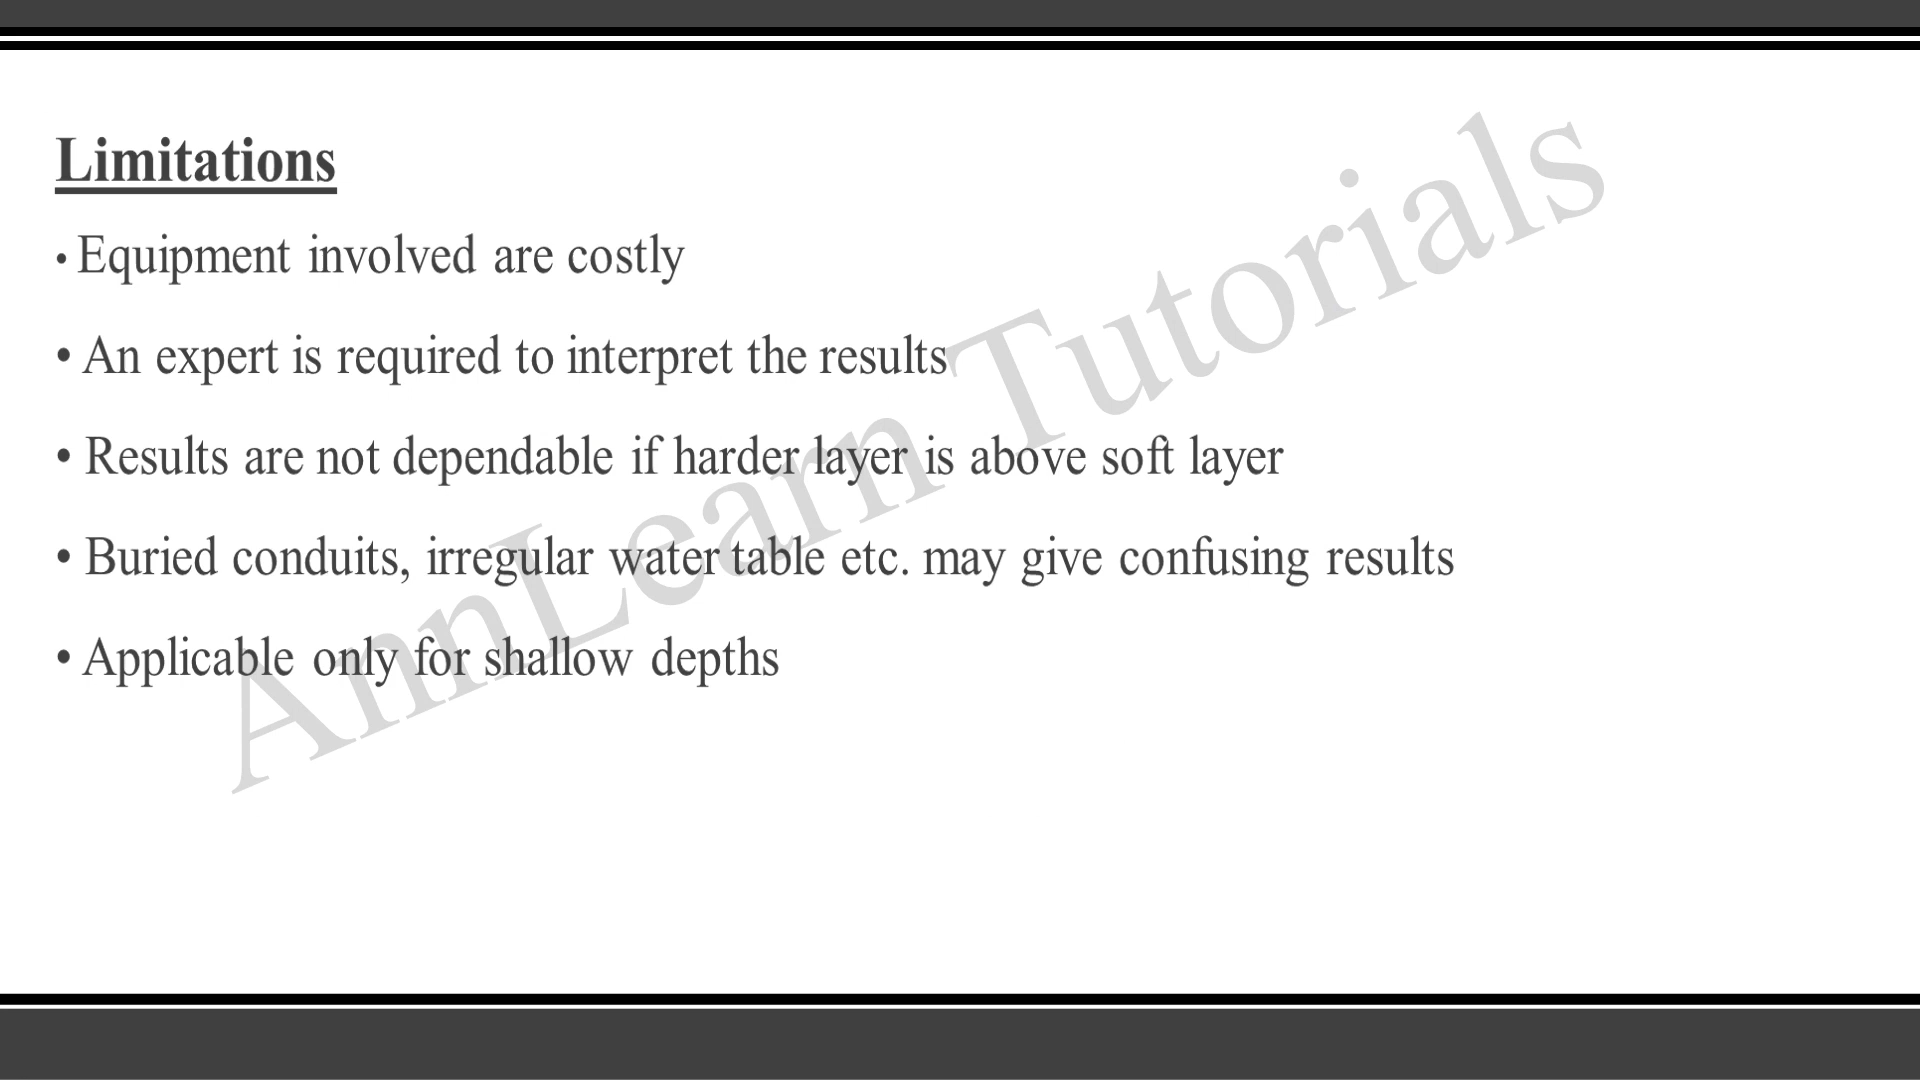 Limitations
• Equipment involved are costly
• An expert is required to interpret the results
• Results are not dependable if harder layer is above soft layer
• Buried conduits, irregular water table etc. may give confusing results
• Applicable only for shallow depths
AnnLearn Tutorials